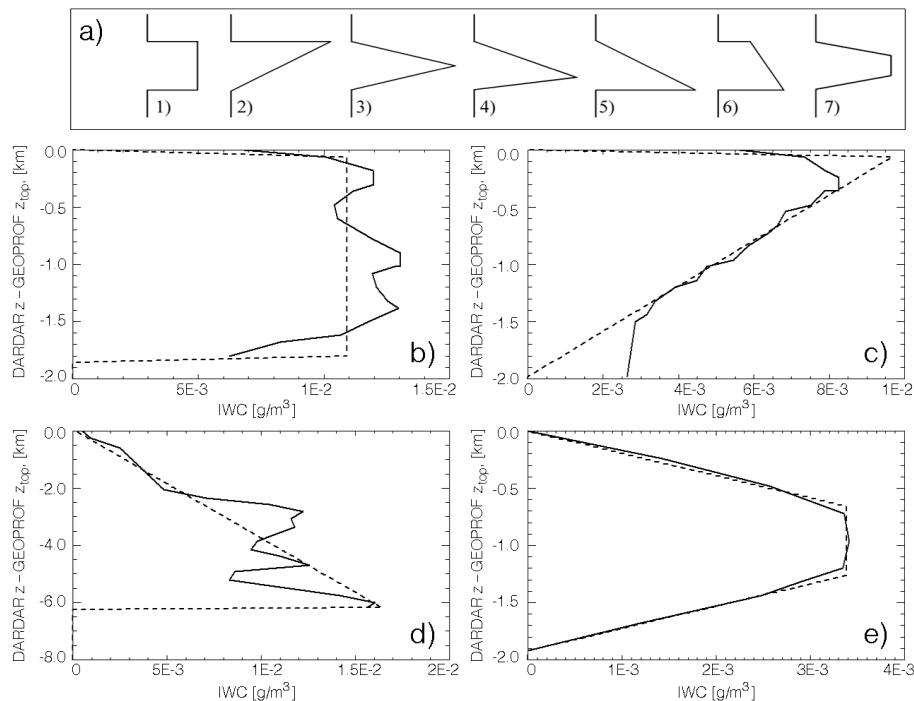 a)
1) 2) 3) 4) 5) 6) 7)
DARDAR z – GEOPROF z_top, [km]
0.0
-0.5
-1.0
-1.5
-2.0
0 5E-3 1E-2 1.5E-2
IWC [g/m³]
b)
DARDAR z – GEOPROF z_top, [km]
0.0
-0.5
-1.0
-1.5
-2.0
0 2E-3 4E-3 6E-3 8E-3 1E-2
IWC [g/m³]
c)
DARDAR z – GEOPROF z_top, [km]
0.0
-2.0
-4.0
-6.0
-8.0
0 5E-3 1E-2 1.5E-2 2E-2
IWC [g/m³]
d)
DARDAR z – GEOPROF z_top, [km]
0.0
-0.5
-1.0
-1.5
-2.0
0 1E-3 2E-3 3E-3 4E-3
IWC [g/m³]
e)